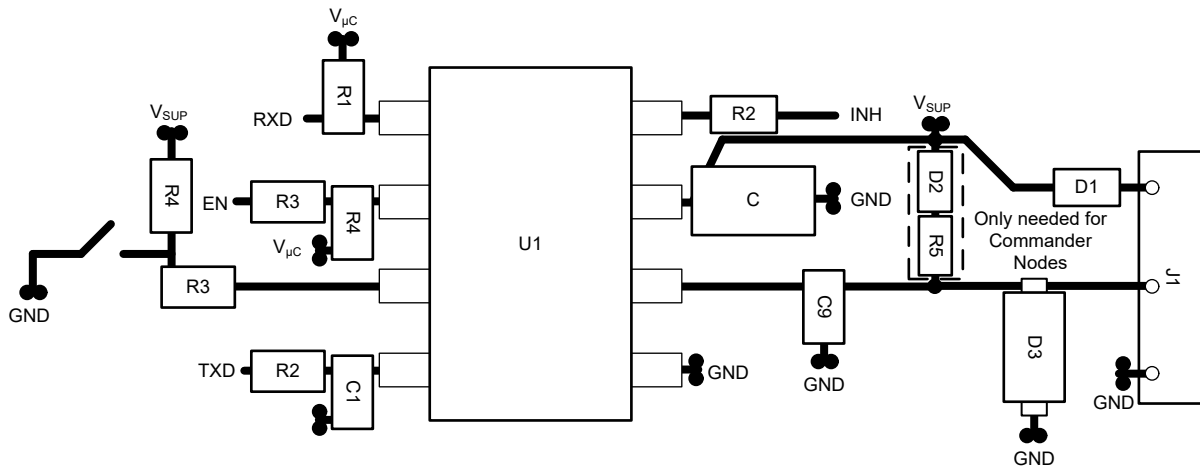 VµC
R1
RXD
VSUP
R4
EN
R3
R4
VµC
R3
GND
TXD
R2
C1
U1
R2
INH
VSUP
C
GND
D2
R5
D1
Only needed for
Commander
Nodes
J1
C9
GND
GND
D3
GND
GND